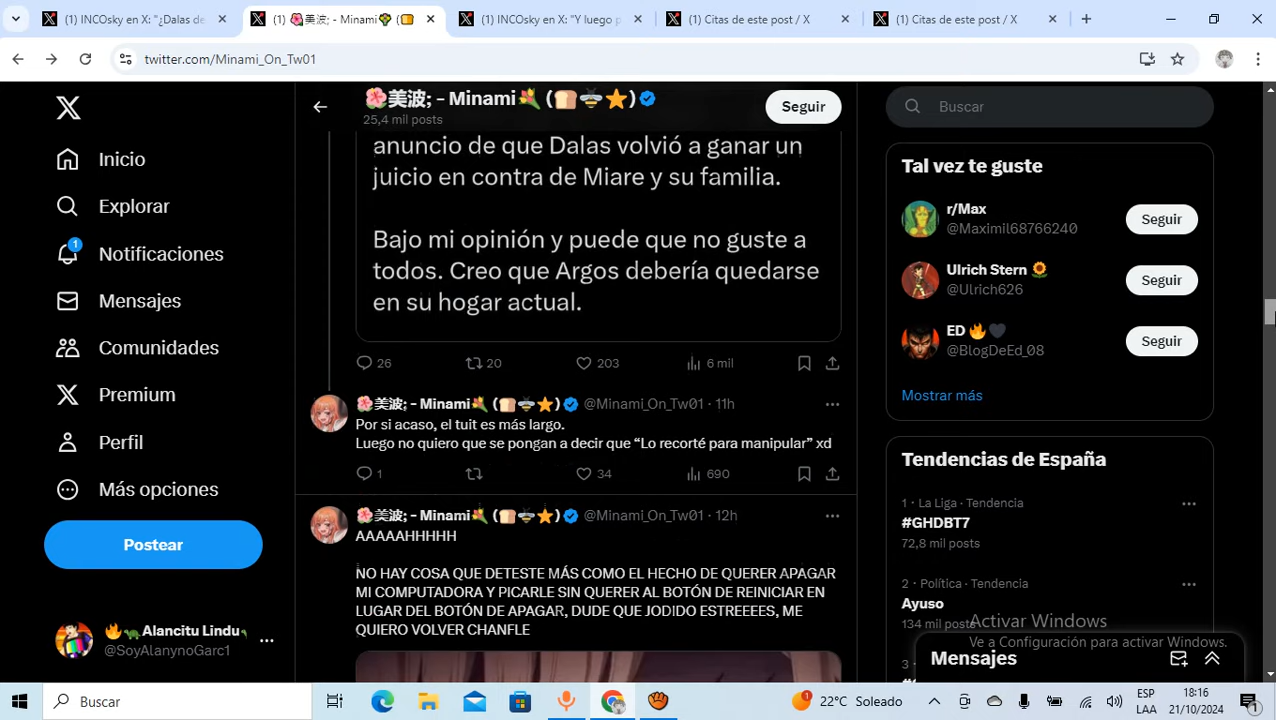 (1) INCOsky en X: "¿Dalas de
(1) 🌸美波; - Minami💐 (🍞
(1) INCOsky en X: "Y luego p
(1) Citas de este post / X
(1) Citas de este post / X
twitter.com/Minami_On_Tw01
Inicio
Explorar
1
Notificaciones
Mensajes
Comunidades
Premium
Perfil
Más opciones
Postear
🔥🦖Alancitu Lindu
@SoyAlanynoGarc1
🌸美波; - Minami💐 (🍞🐝⭐)
25,4 mil posts
Seguir
anuncio de que Dalas volvió a ganar un
juicio en contra de Miare y su familia.
Bajo mi opinión y puede que no guste a
todos. Creo que Argos debería quedarse
en su hogar actual.
26 20 203 6 mil
🌸美波; - Minami💐 (🍞🐝⭐) @Minami_On_Tw01 · 11h
Por si acaso, el tuit es más largo.
Luego no quiero que se pongan a decir que “Lo recorté para manipular” xd
1 34 690
🌸美波; - Minami💐 (🍞🐝⭐) @Minami_On_Tw01 · 12h
AAAAAHHHHH
NO HAY COSA QUE DETESTE MÁS COMO EL HECHO DE QUERER APAGAR
MI COMPUTADORA Y PICARLE SIN QUERER AL BOTÓN DE REINICIAR EN
LUGAR DEL BOTÓN DE APAGAR, DUDE QUE JODIDO ESTREEEES, ME
QUIERO VOLVER CHANFLE
Buscar
Tal vez te guste
r/Max
@Maximil68766240
Seguir
Ulrich Stern 🌻
@Ulrich626
Seguir
ED 🔥🖤
@BlogDeEd_08
Seguir
Mostrar más
Tendencias de España
1 · La Liga · Tendencia
#GHDBT7
72,8 mil posts
2 · Política · Tendencia
Ayuso
134 mil posts
Activar Windows
Ve a Configuración para activar Windows.
Mensajes
Buscar
1
22°C Soleado
ESP
LAA
18:16
21/10/2024
1